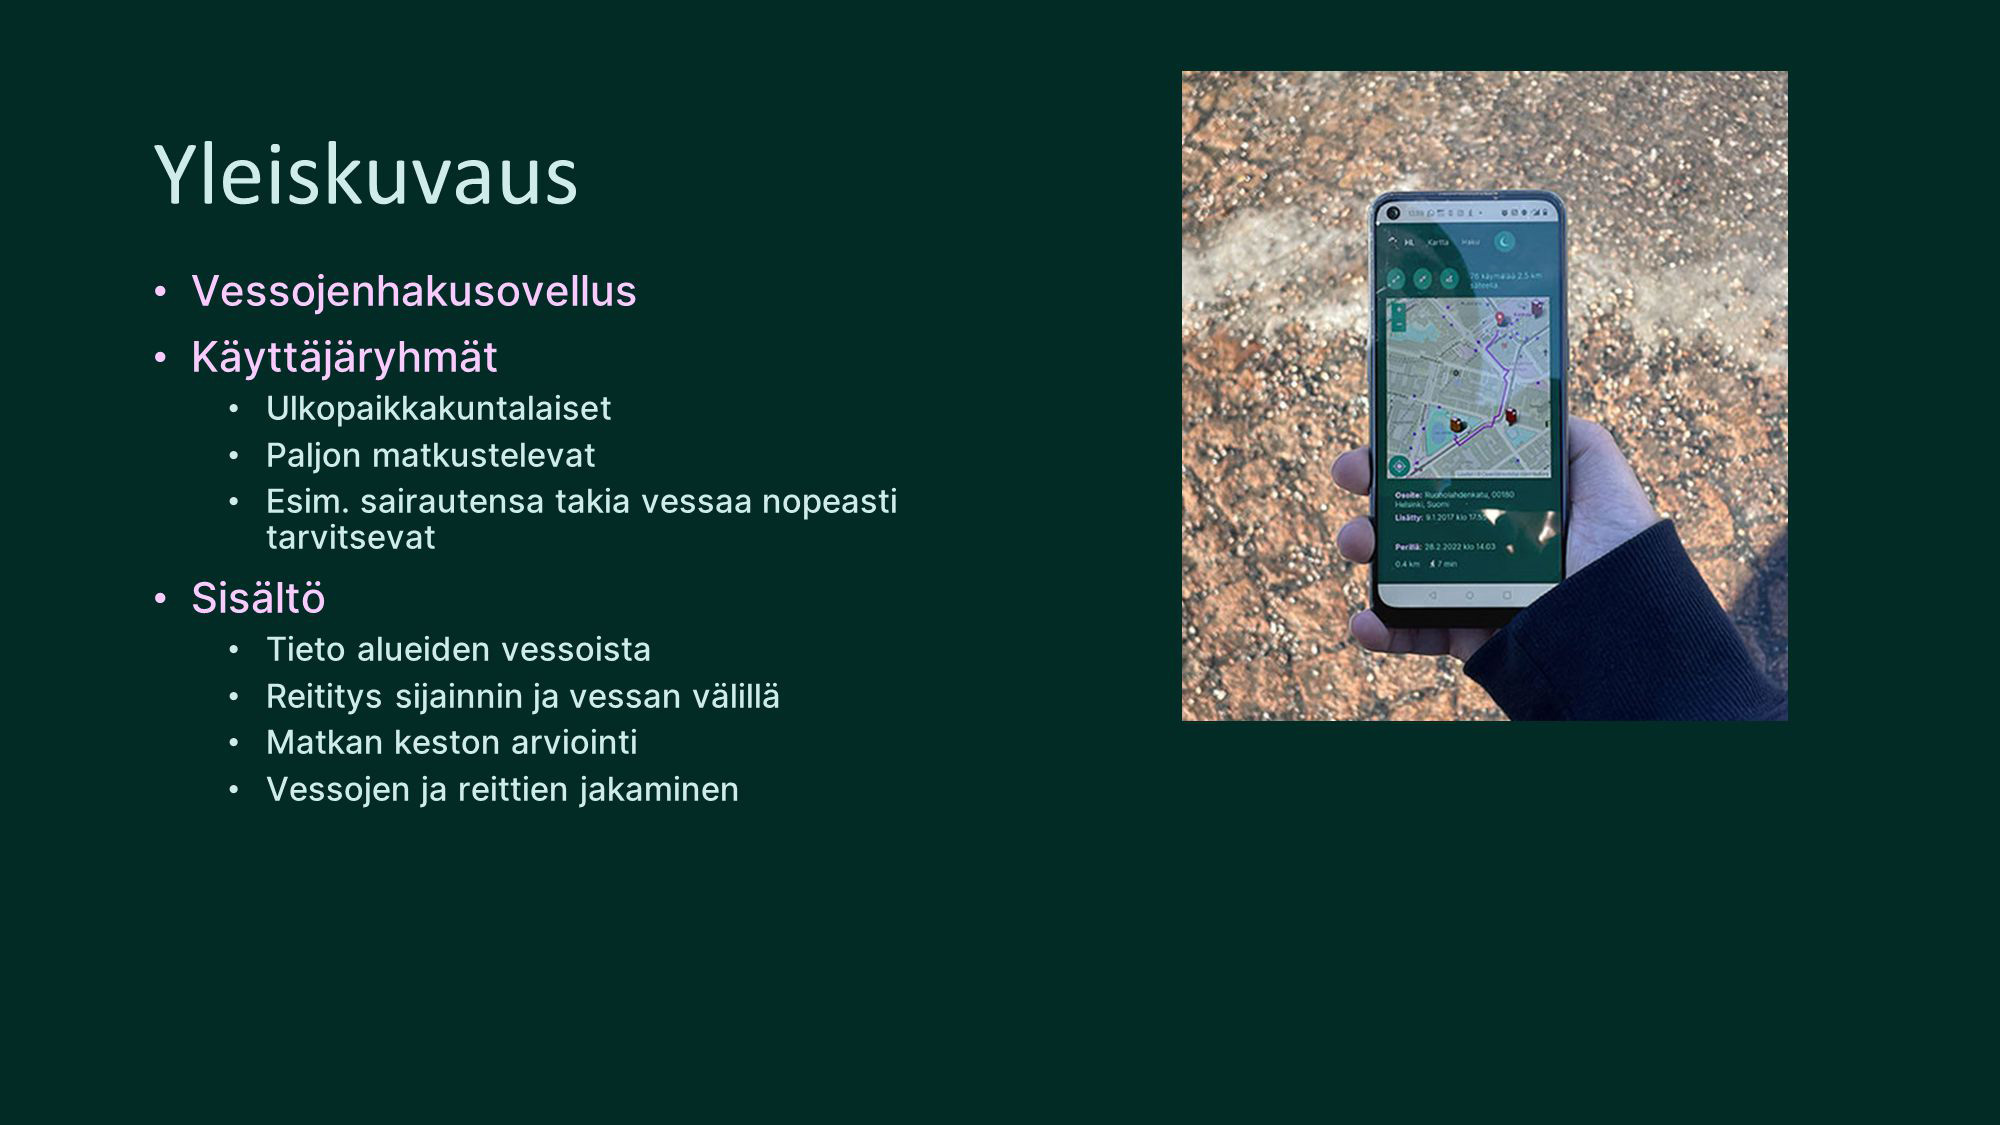 Yleiskuvaus
• Vessojenhakusovellus
• Käyttäjäryhmät
• Ulkopaikkakuntalaiset
• Paljon matkustelevat
• Esim. sairautensa takia vessaa nopeasti
tarvitsevat
• Sisältö
• Tieto alueiden vessoista
• Reititys sijainnin ja vessan välillä
• Matkan keston arviointi
• Vessojen ja reittien jakaminen
HL Kartta Haku
76 käymälää 2.5 km
säteellä.
Osoite: Ruoholahdenkatu, 00180
Helsinki, Suomi
Lisätty: 9.1.2017 klo 17.5
Perillä: 28.2.2022 klo 14.03
0.4 km 7 min